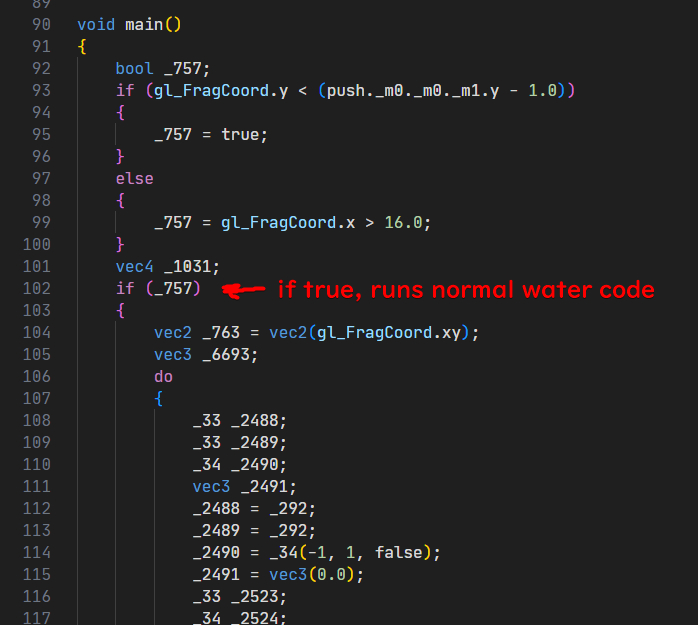 89
90 void main()
91 {
92 bool _757;
93 if (gl_FragCoord.y < (push._m0._m0._m1.y - 1.0))
94 {
95 _757 = true;
96 }
97 else
98 {
99 _757 = gl_FragCoord.x > 16.0;
100 }
101 vec4 _1031;
102 if (_757) if true, runs normal water code
103 {
104 vec2 _763 = vec2(gl_FragCoord.xy);
105 vec3 _6693;
106 do
107 {
108 _33 _2488;
109 _33 _2489;
110 _34 _2490;
111 vec3 _2491;
112 _2488 = _292;
113 _2489 = _292;
114 _2490 = _34(-1, 1, false);
115 _2491 = vec3(0.0);
116 _33 _2523;
117 _34 _2524;